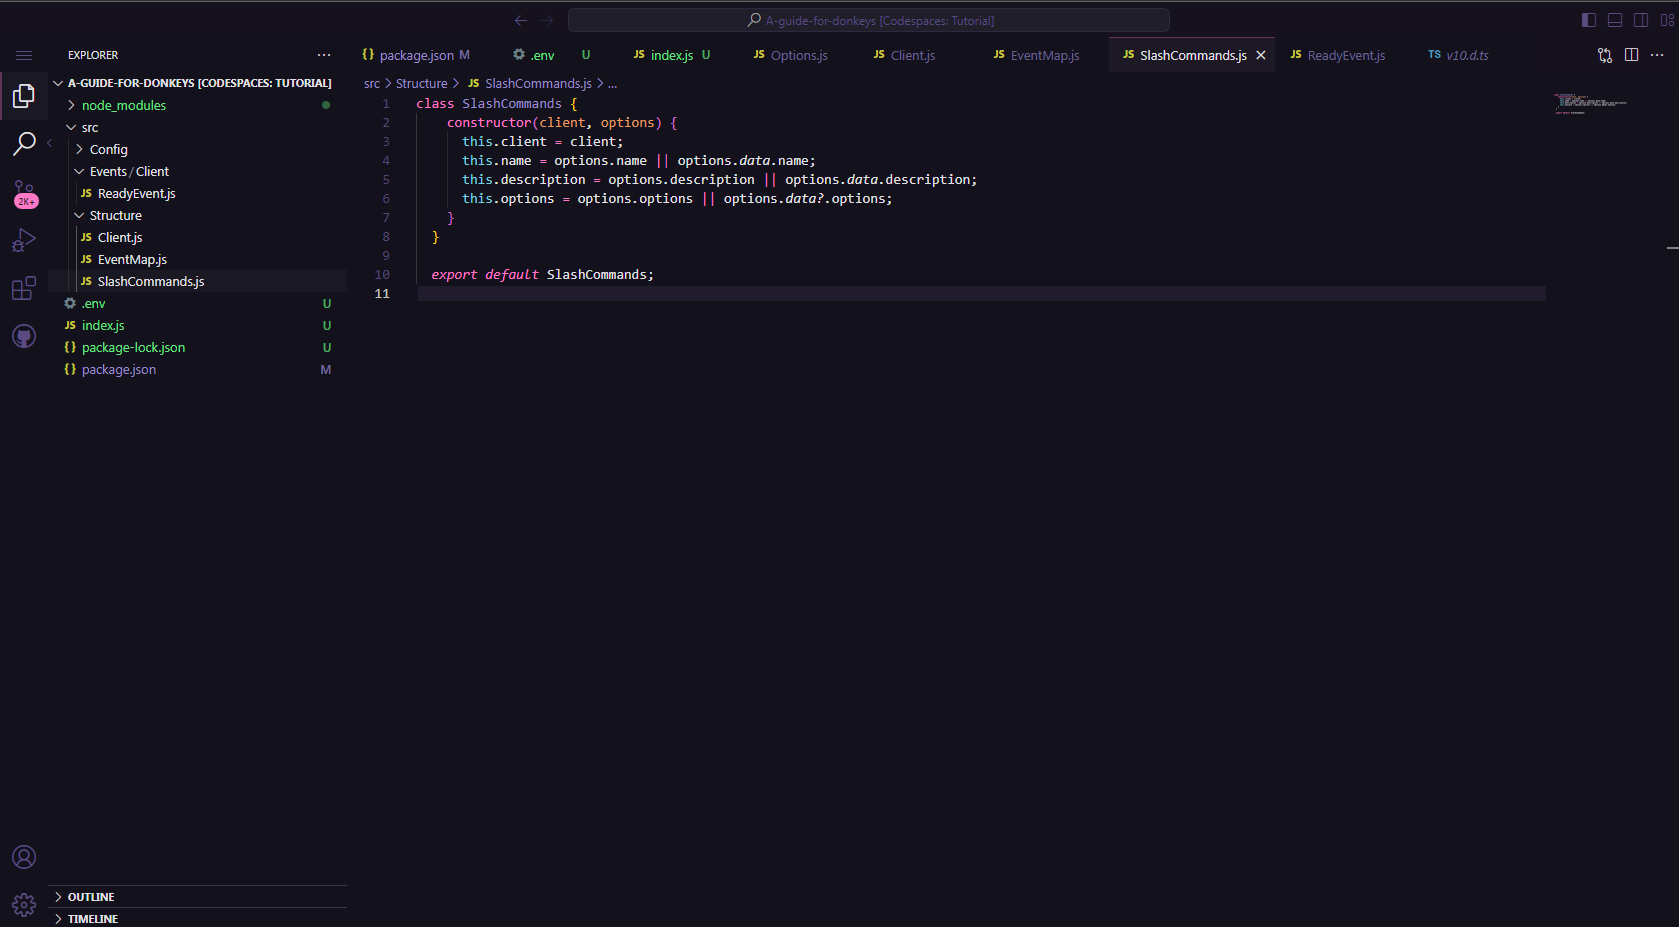 A-guide-for-donkeys [Codespaces: Tutorial]
EXPLORER
package.json M
.env U
index.js U
Options.js
Client.js
EventMap.js
SlashCommands.js
ReadyEvent.js
TS v10.d.ts
A-GUIDE-FOR-DONKEYS [CODESPACES: TUTORIAL]
node_modules
src
Config
Events/Client
JS ReadyEvent.js
Structure
JS Client.js
JS EventMap.js
JS SlashCommands.js
.env U
JS index.js U
{} package-lock.json U
{} package.json M
2K+
OUTLINE
TIMELINE
src > Structure > JS SlashCommands.js > ...
1 class SlashCommands {
2 constructor(client, options) {
3 this.client = client;
4 this.name = options.name || options.data.name;
5 this.description = options.description || options.data.description;
6 this.options = options.options || options.data?.options;
7 }
8 }
9
10 export default SlashCommands;
11